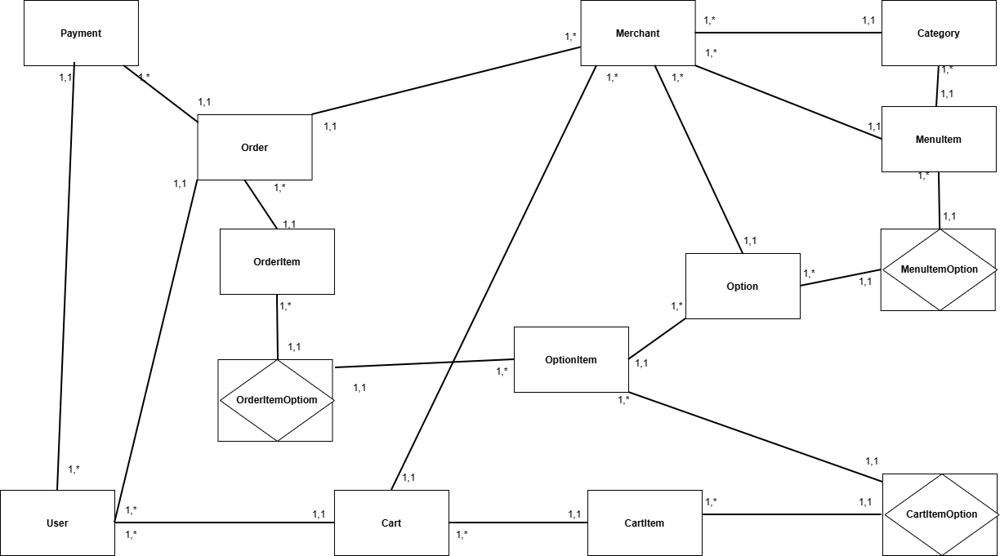 Payment
Merchant
Category
1,*
1,1
1,*
1,*
1,1
1,*
1,*
1,*
1,*
1,1
1,1
1,1
1,1
MenuItem
Order
1,1
1,*
1,*
1,1
1,1
1,1
OrderItem
MenuItemOption
Option
1,*
1,1
1,*
1,*
1,1
OptionItem
1,1
1,*
1,1
OrderItemOptiom
1,*
1,1
1,*
1,1
1,*
1,1
1,1
1,*
1,1
CartItemOption
User
Cart
CartItem
1,*
1,*